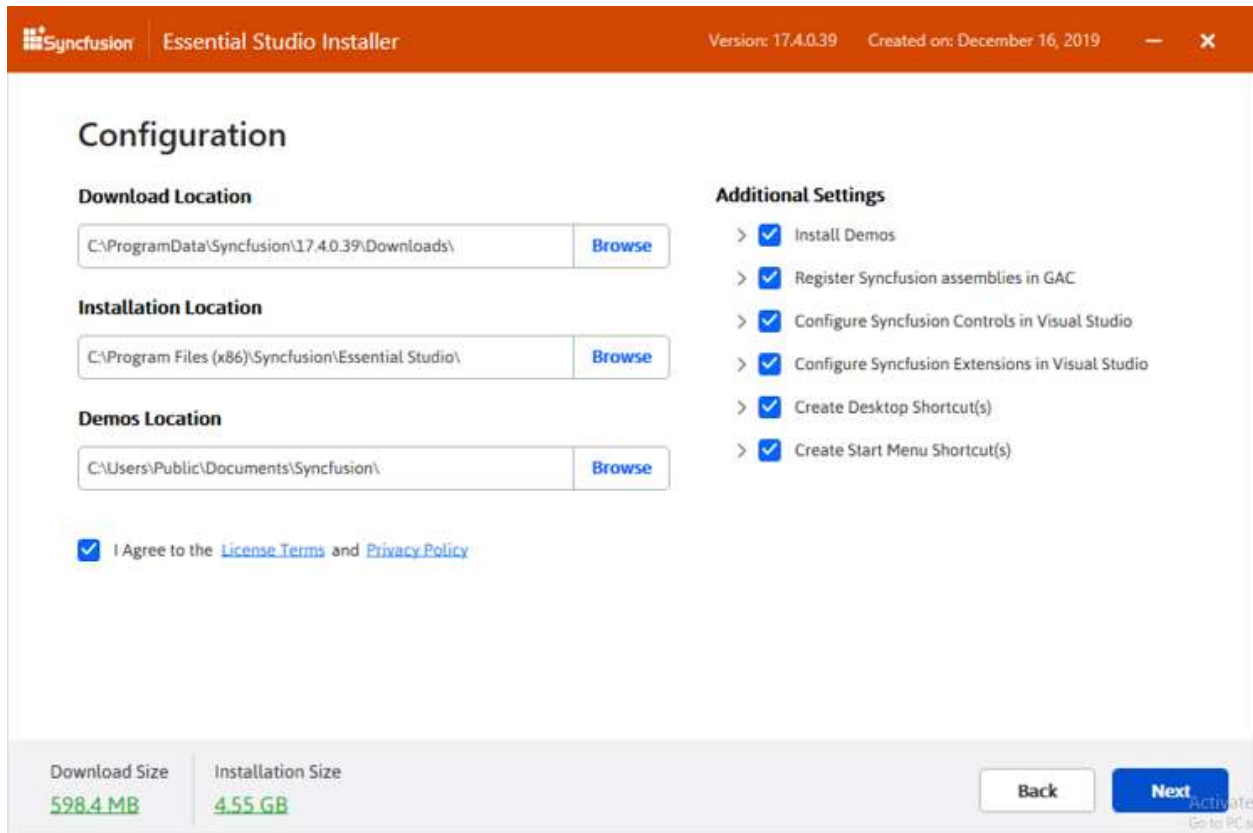 Syncfusion Essential Studio Installer Version: 17.4.0.39 Created on: December 16, 2019
Configuration
Download Location
C:\ProgramData\Syncfusion\17.4.0.39\Downloads\ Browse
Installation Location
C:\Program Files (x86)\Syncfusion\Essential Studio\ Browse
Demos Location
C:\Users\Public\Documents\Syncfusion\ Browse
I Agree to the License Terms and Privacy Policy
Additional Settings
Install Demos
Register Syncfusion assemblies in GAC
Configure Syncfusion Controls in Visual Studio
Configure Syncfusion Extensions in Visual Studio
Create Desktop Shortcut(s)
Create Start Menu Shortcut(s)
Download Size
598.4 MB
Installation Size
4.55 GB
Back
Next
Activate
Go to PC s